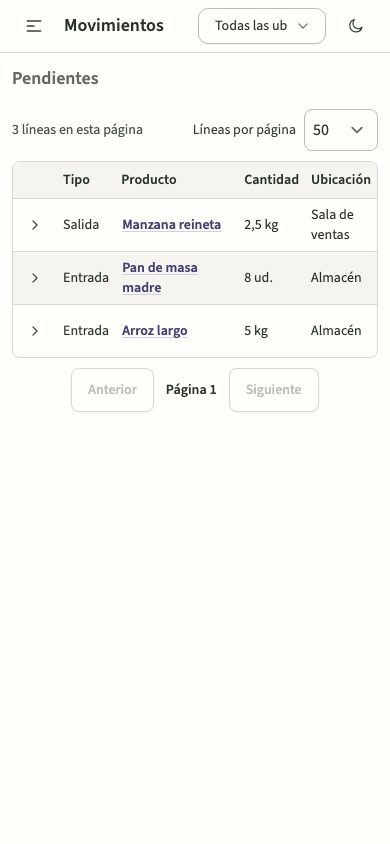 Movimientos
Todas las ub
Pendientes
3 líneas en esta página
Líneas por página
50
Tipo Producto Cantidad Ubicación
Salida Manzana reineta 2,5 kg Sala de
ventas
Entrada Pan de masa
madre 8 ud. Almacén
Entrada Arroz largo 5 kg Almacén
Anterior Página 1 Siguiente